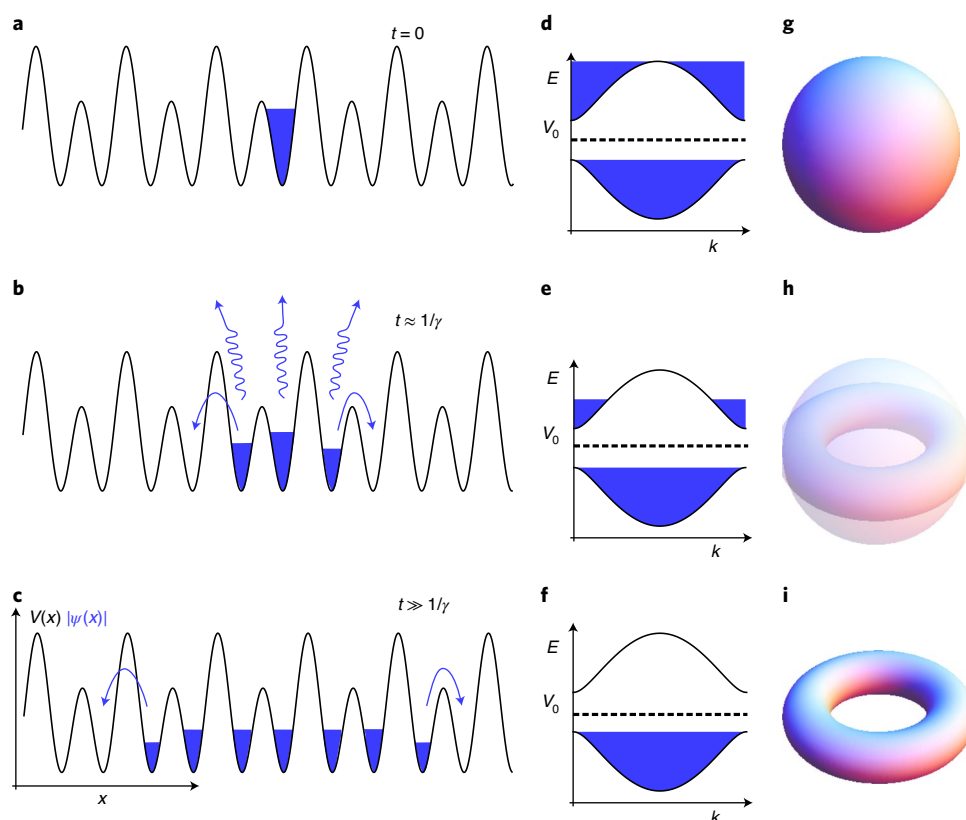 a
t = 0
d
E
V0
k
g
b
t ≈ 1/γ
e
E
V0
k
h
c
V(x) |ψ(x)|
t ≫ 1/γ
x
f
E
V0
k
i